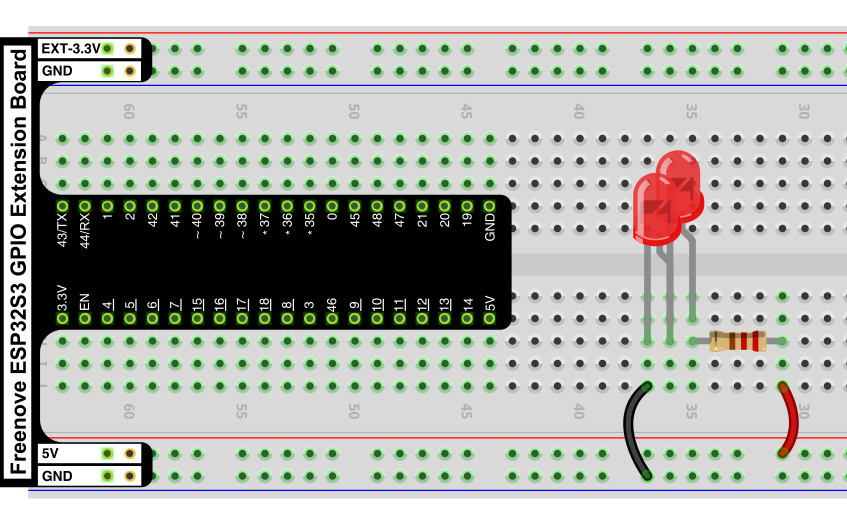 Freenove ESP32S3 GPIO Extension Board
EXT-3.3V
GND
60 55 50 45 40 35 30
43/TX 44/RX 1 2 42 41 ~ 40 ~ 39 ~ 38 * 37 * 36 * 35 0 45 48 47 21 20 19 GND
3.3V EN 4 5 6 7 15 16 17 18 8 3 46 9 10 11 12 13 14 5V
60 55 50 45 40 35 30
5V
GND